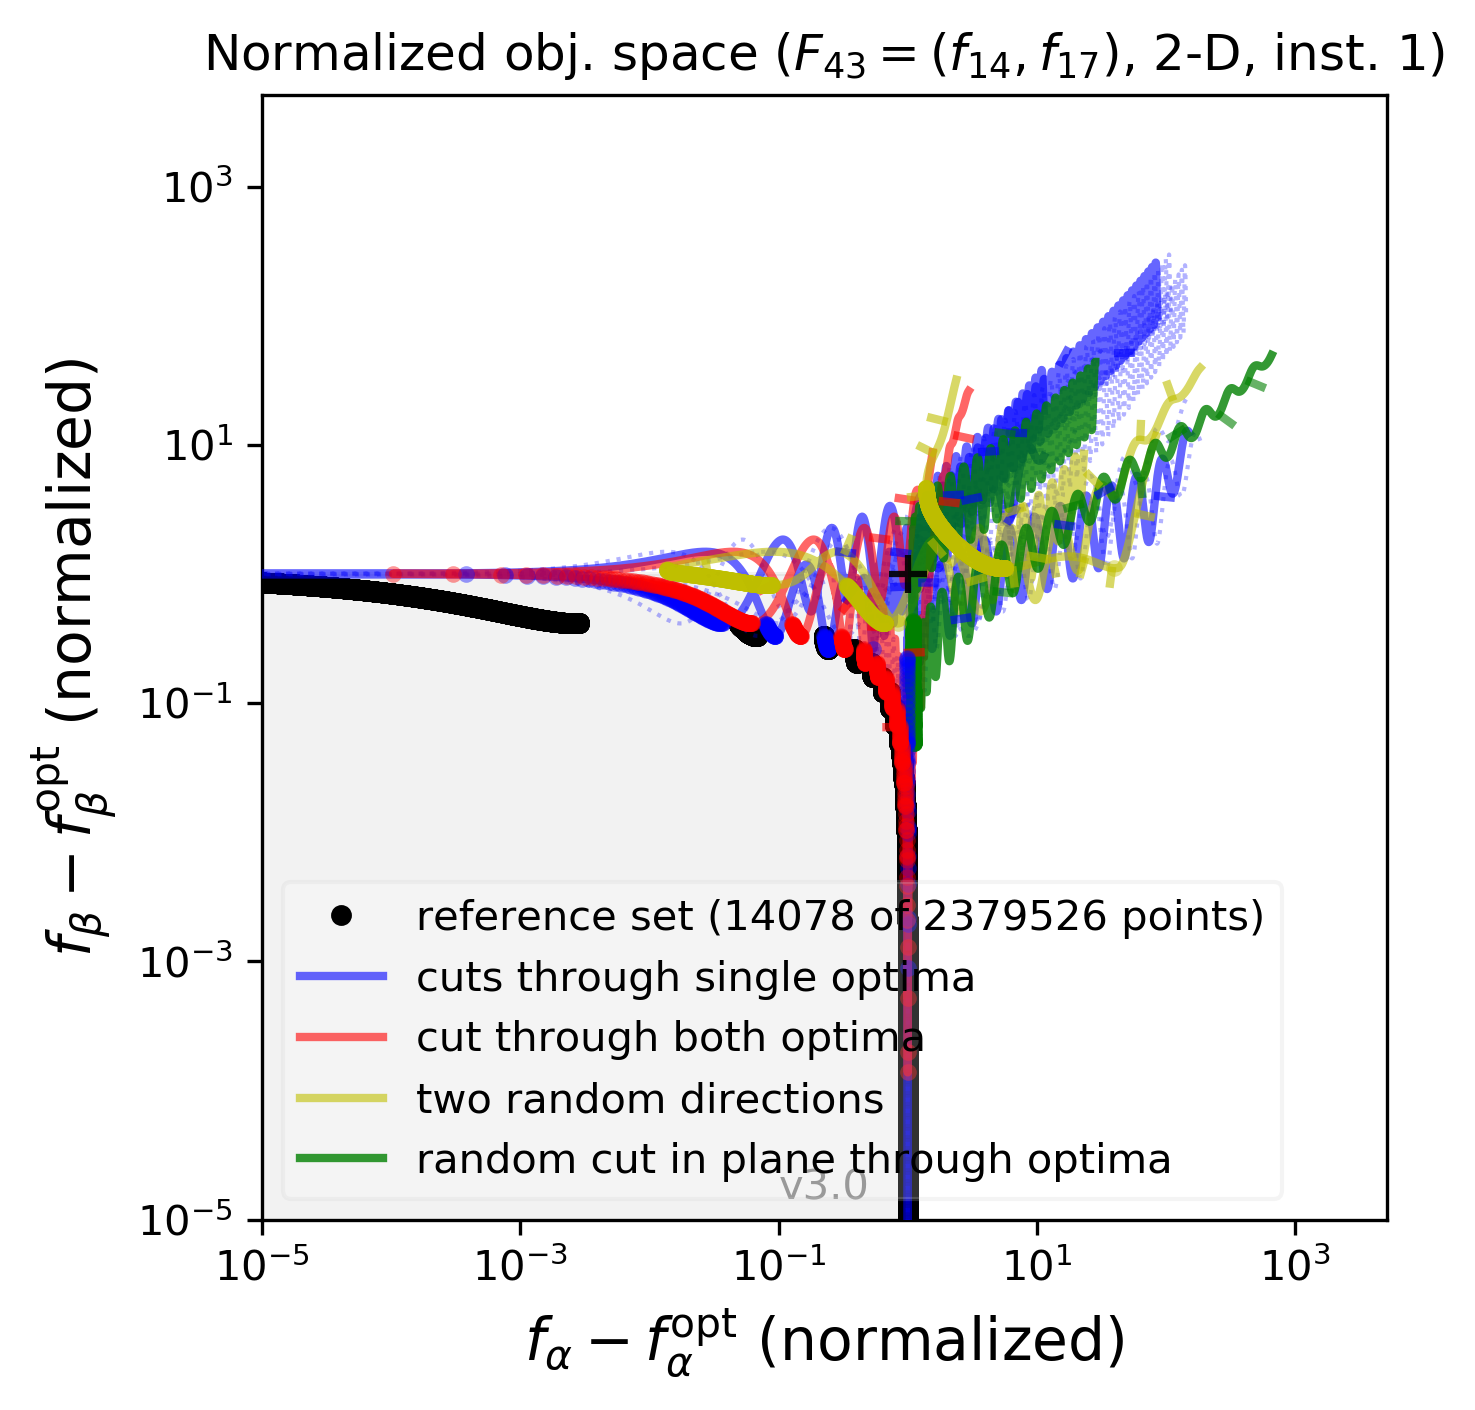 Normalized obj. space (F₄₃ = (f₁₄, f₁₇), 2-D, inst. 1)
f_β − f_β^opt (normalized)
10³
10¹
10⁻¹
10⁻³
10⁻⁵
reference set (14078 of 2379526 points)
cuts through single optima
cut through both optima
two random directions
random cut in plane through optima
v3.0
10⁻⁵ 10⁻³ 10⁻¹ 10¹ 10³
f_α − f_α^opt (normalized)